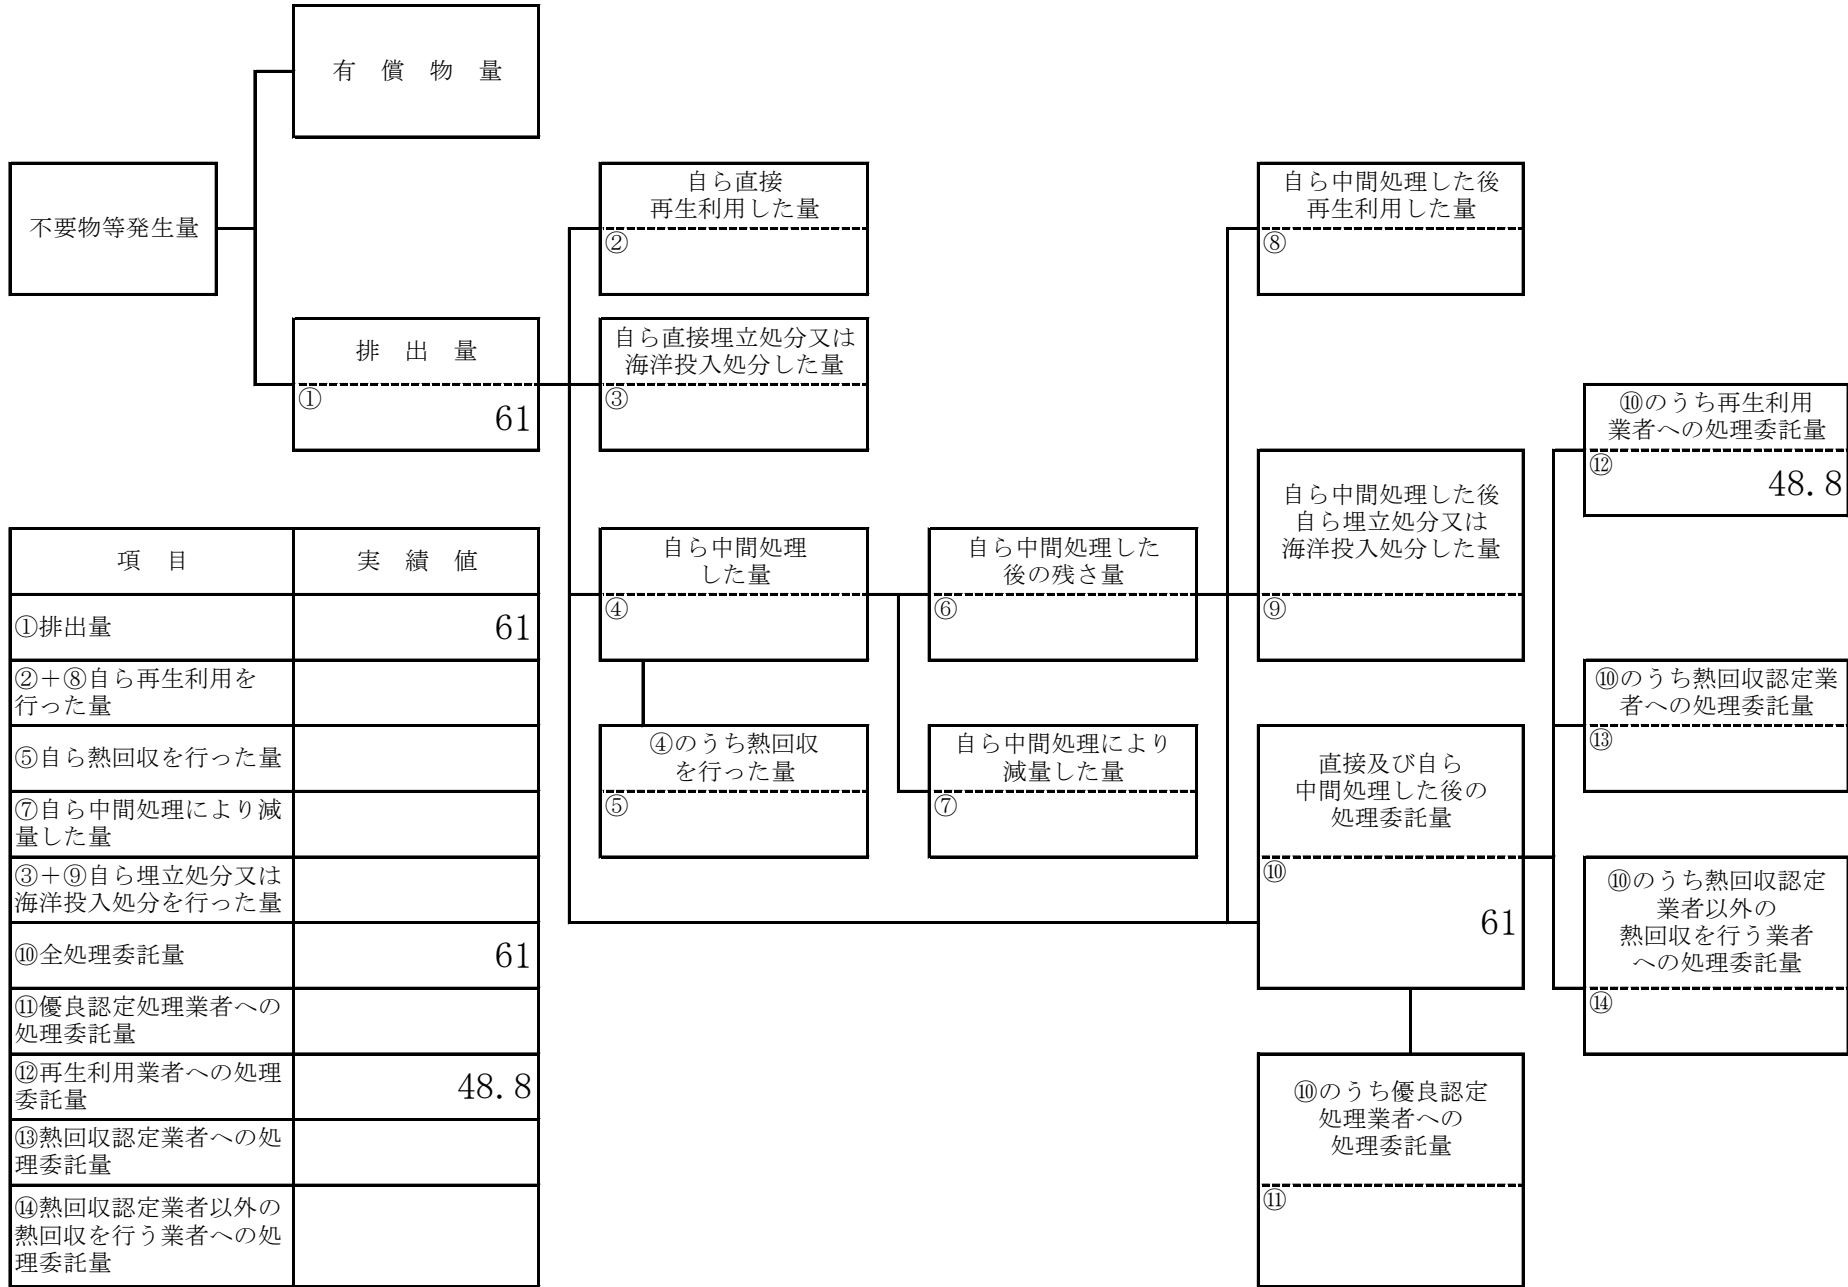 有　償　物　量
不要物等発生量
排　出　量
①
61
自ら直接
再生利用した量
②
自ら直接埋立処分又は
海洋投入処分した量
③
自ら中間処理
した量
④
④のうち熱回収
を行った量
⑤
自ら中間処理した
後の残さ量
⑥
自ら中間処理により
減量した量
⑦
自ら中間処理した後
再生利用した量
⑧
自ら中間処理した後
自ら埋立処分又は
海洋投入処分した量
⑨
直接及び自ら
中間処理した後の
処理委託量
⑩
61
⑩のうち優良認定
処理業者への
処理委託量
⑪
⑩のうち再生利用
業者への処理委託量
⑫
48.8
⑩のうち熱回収認定業
者への処理委託量
⑬
⑩のうち熱回収認定
業者以外の
熱回収を行う業者
への処理委託量
⑭
項　目　実　績　値
①排出量　61
②＋⑧自ら再生利用を
行った量
⑤自ら熱回収を行った量
⑦自ら中間処理により減
量した量
③＋⑨自ら埋立処分又は
海洋投入処分を行った量
⑩全処理委託量　61
⑪優良認定処理業者への
処理委託量
⑫再生利用業者への処理
委託量　48.8
⑬熱回収認定業者への処
理委託量
⑭熱回収認定業者以外の
熱回収を行う業者への処
理委託量